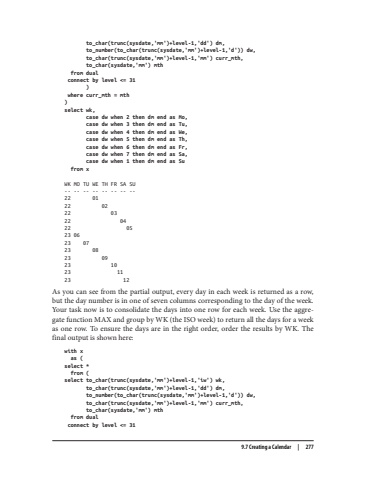 to_char(trunc(sysdate,'mm')+level-1,'dd') dm,
to_number(to_char(trunc(sysdate,'mm')+level-1,'d')) dw,
to_char(trunc(sysdate,'mm')+level-1,'mm') curr_mth,
to_char(sysdate,'mm') mth
from dual
connect by level <= 31
)
where curr_mth = mth
)
select wk,
case dw when 2 then dm end as Mo,
case dw when 3 then dm end as Tu,
case dw when 4 then dm end as We,
case dw when 5 then dm end as Th,
case dw when 6 then dm end as Fr,
case dw when 7 then dm end as Sa,
case dw when 1 then dm end as Su
from x
WK MO TU WE TH FR SA SU
-- -- -- -- -- -- -- --
22 01
22 02
22 03
22 04
22 05
23 06
23 07
23 08
23 09
23 10
23 11
23 12
As you can see from the partial output, every day in each week is returned as a row,
but the day number is in one of seven columns corresponding to the day of the week.
Your task now is to consolidate the days into one row for each week. Use the aggre-
gate function MAX and group by WK (the ISO week) to return all the days for a week
as one row. To ensure the days are in the right order, order the results by WK. The
final output is shown here:
with x
as (
select *
from (
select to_char(trunc(sysdate,'mm')+level-1,'iw') wk,
to_char(trunc(sysdate,'mm')+level-1,'dd') dm,
to_number(to_char(trunc(sysdate,'mm')+level-1,'d')) dw,
to_char(trunc(sysdate,'mm')+level-1,'mm') curr_mth,
to_char(sysdate,'mm') mth
from dual
connect by level <= 31
9.7 Creating a Calendar | 277